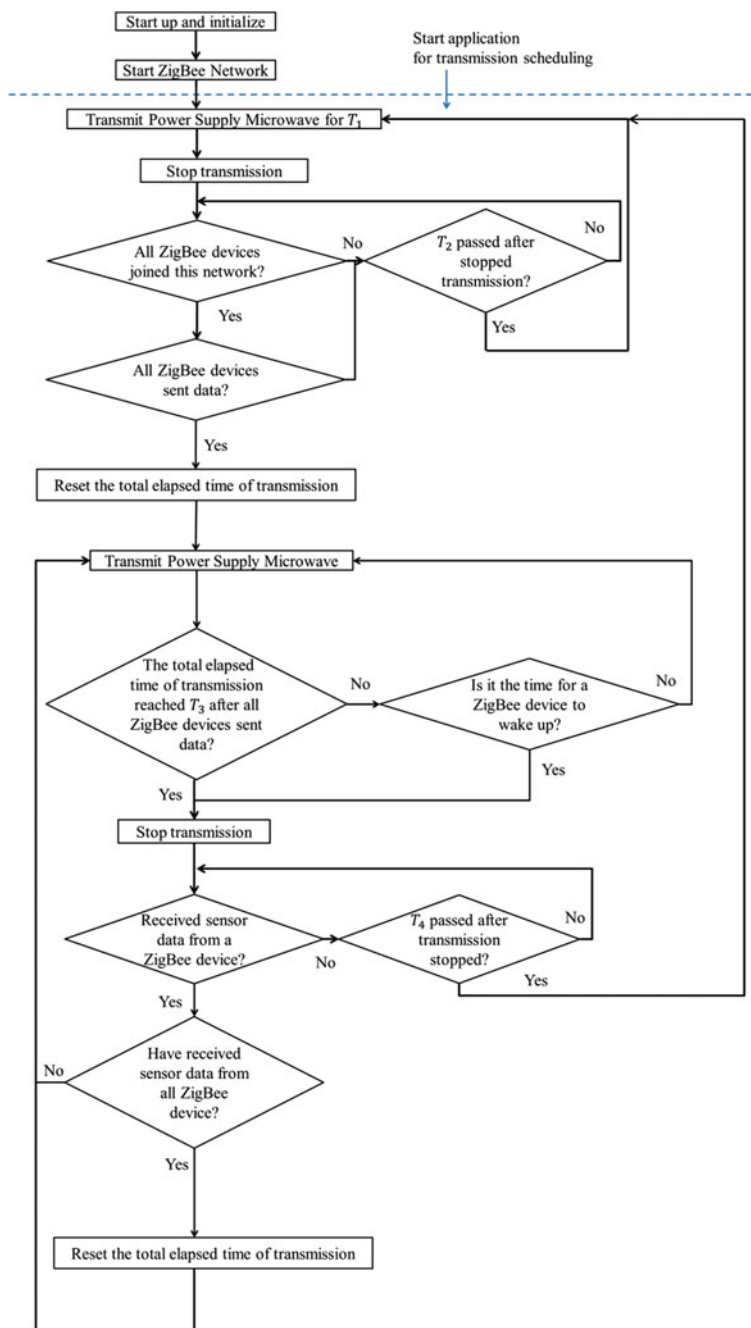 Start up and initialize
Start application
for transmission scheduling
Start ZigBee Network
Transmit Power Supply Microwave for T₁
Stop transmission
All ZigBee devices
joined this network?
No
T₂ passed after
stopped
transmission?
No
Yes
Yes
All ZigBee devices
sent data?
Yes
Reset the total elapsed time of transmission
Transmit Power Supply Microwave
The total elapsed
time of transmission
reached T₃ after all
ZigBee devices sent
data?
No
Is it the time for a
ZigBee device to
wake up?
No
Yes
Yes
Stop transmission
Received sensor
data from a
ZigBee device?
No
T₄ passed after
transmission
stopped?
No
Yes
Yes
Have received
sensor data from
all ZigBee
device?
No
Yes
Reset the total elapsed time of transmission